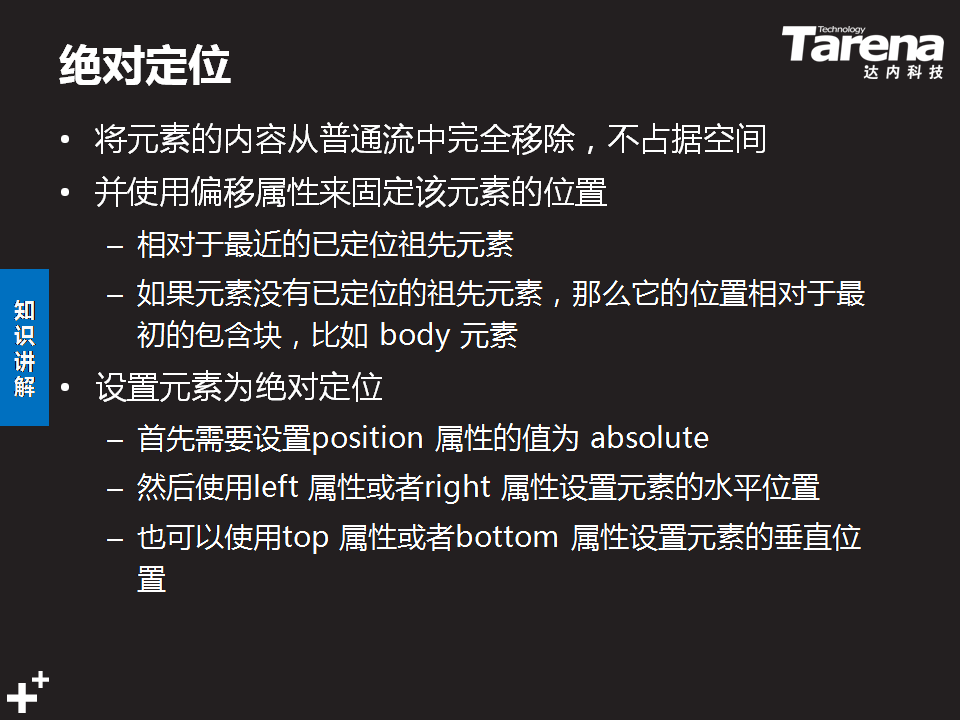 绝对定位
Technology
Tarena
达内科技
• 将元素的内容从普通流中完全移除，不占据空间
• 并使用偏移属性来固定该元素的位置
– 相对于最近的已定位祖先元素
– 如果元素没有已定位的祖先元素，那么它的位置相对于最
初的包含块，比如 body 元素
知识讲解
• 设置元素为绝对定位
– 首先需要设置position 属性的值为 absolute
– 然后使用left 属性或者right 属性设置元素的水平位置
– 也可以使用top 属性或者bottom 属性设置元素的垂直位
置